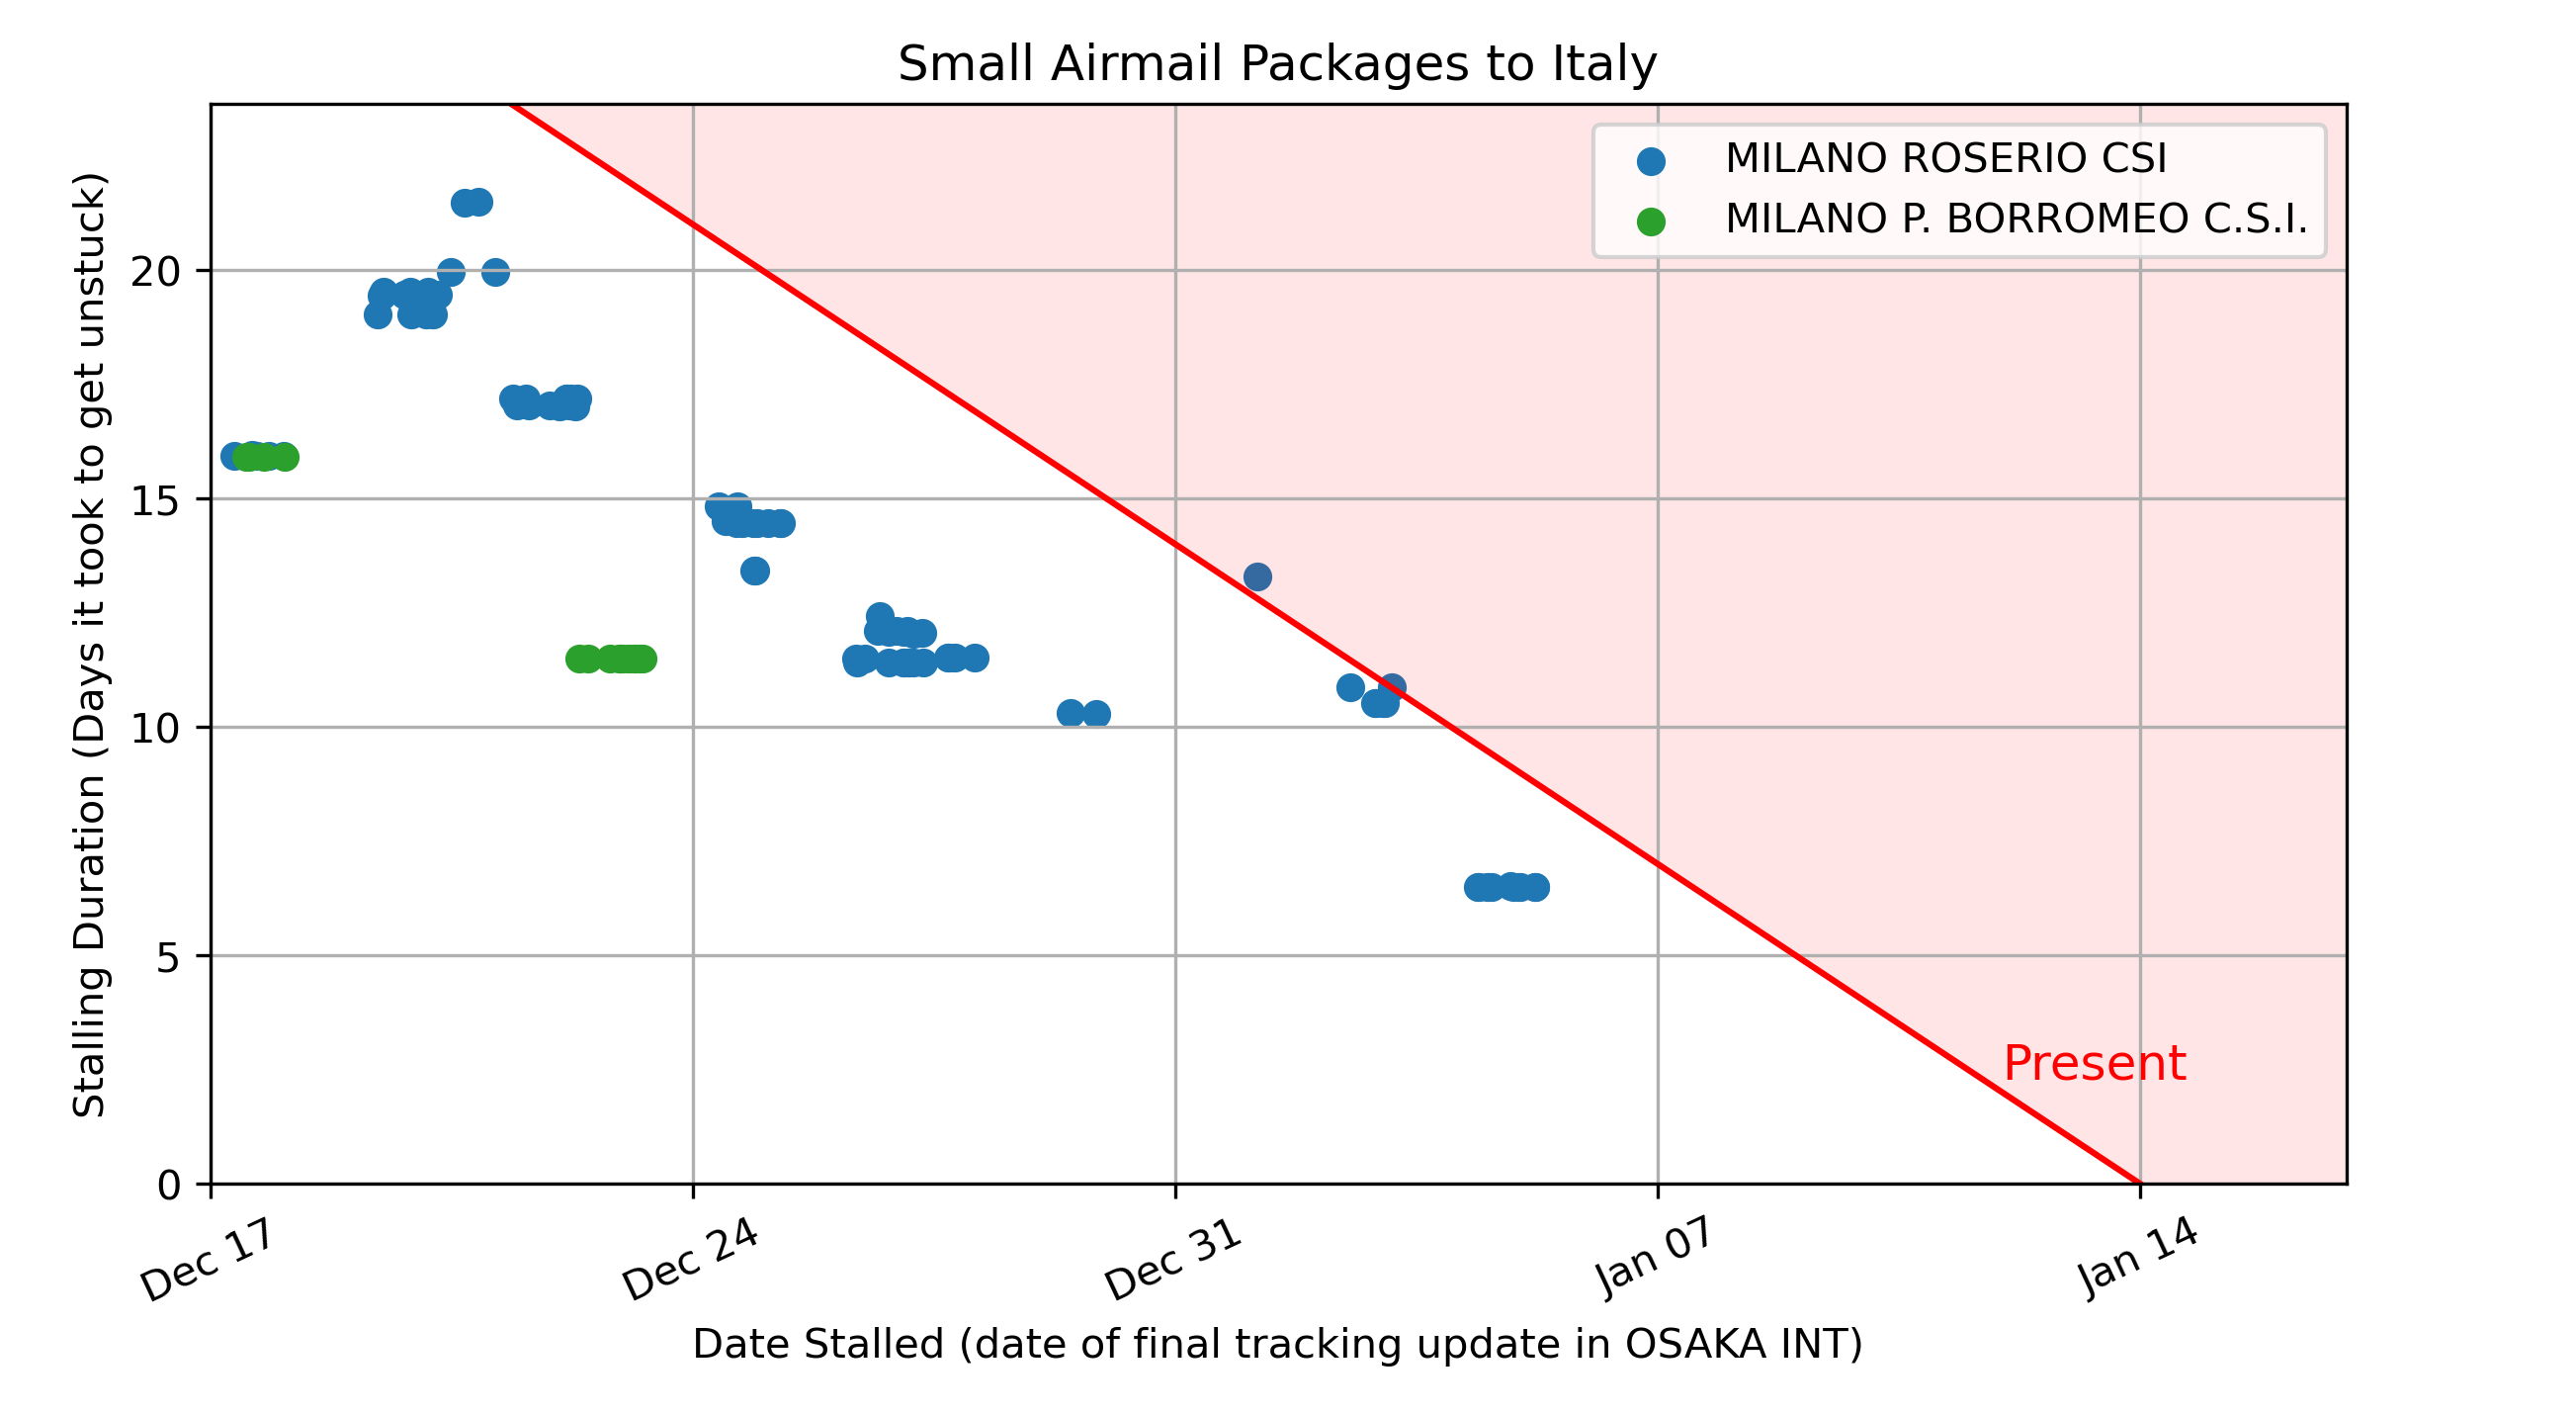 Small Airmail Packages to Italy
MILANO ROSERIO CSI
MILANO P. BORROMEO C.S.I.
Stalling Duration (Days it took to get unstuck)
20
15
10
5
0
Present
Dec 17
Dec 24
Dec 31
Jan 07
Jan 14
Date Stalled (date of final tracking update in OSAKA INT)